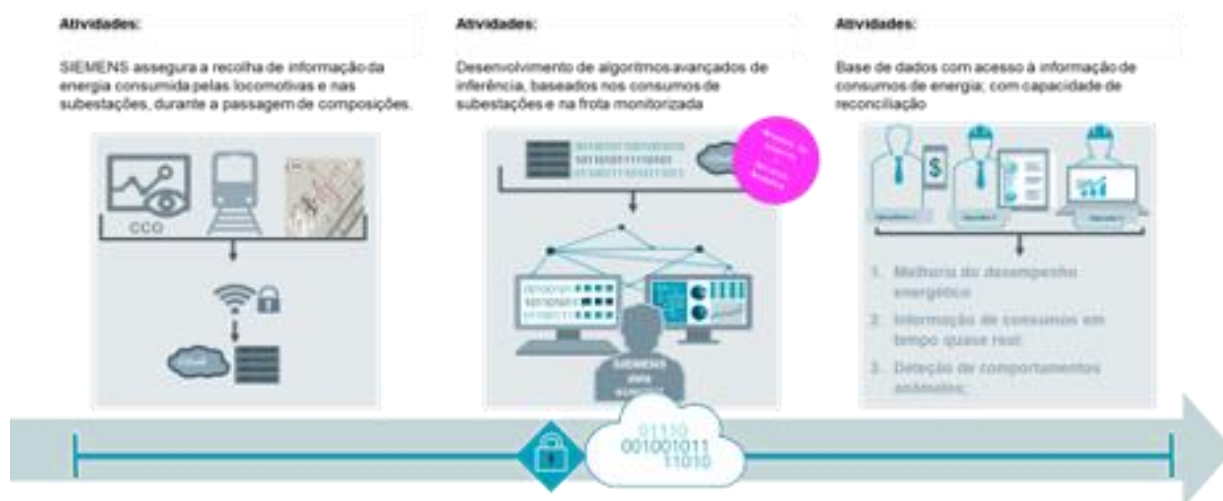 Atividades:
SIEMENS assegura a recolha de informação da
energia consumida pelas locomotivas e nas
subestações, durante a passagem de composições.
CCO
Atividades:
Desenvolvimento de algoritmos avançados de
inferência, baseados nos consumos de
subestações e na frota monitorizada
SIEMENS
data
Atividades:
Base de dados com acesso à informação de
consumos de energia; com capacidade de
reconciliação
1. Melhoria do desempenho
energético
2. Informação de consumos em
tempo quase real;
3. Deteção de comportamentos
anómalos;
01110
001001011
11010